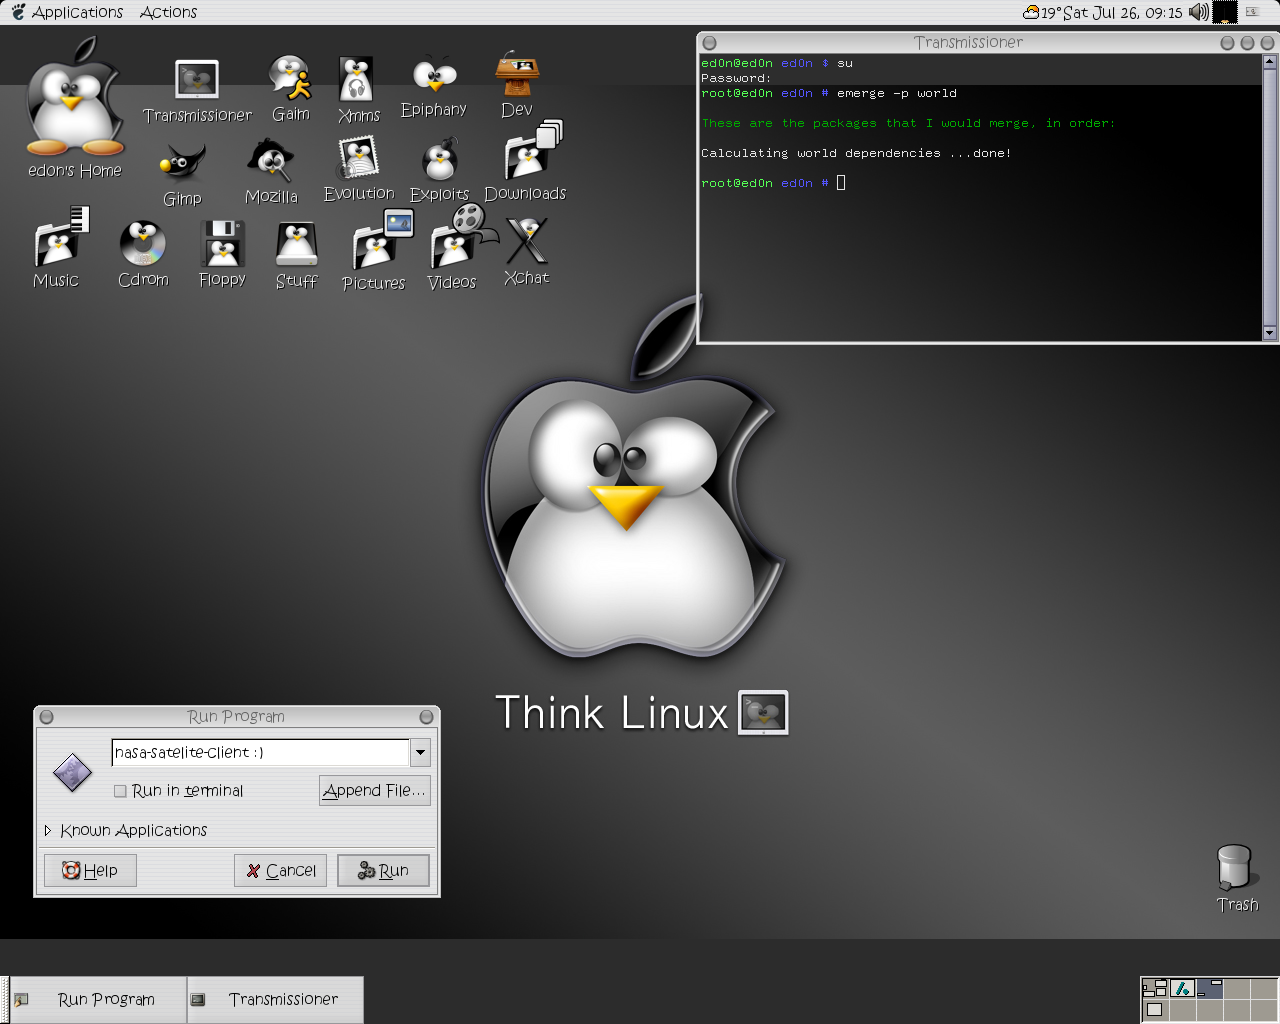 Applications Actions 19° Sat Jul 26, 09:15
Transmissioner
ed0n@ed0n ed0n $ su
Password:
root@ed0n ed0n # emerge -p world
These are the packages that I would merge, in order:
Calculating world dependencies ...done!
root@ed0n ed0n #
Transmissioner Gaim Xmms Epiphany Dev
ed0n's Home
Gimp Mozilla Evolution Exploits Downloads
Music Cdrom Floppy Stuff Pictures Videos Xchat
Think Linux
Run Program
nasa-satelite-client :)
Run in terminal Append File...
Known Applications
Help Cancel Run
Trash
Run Program Transmissioner